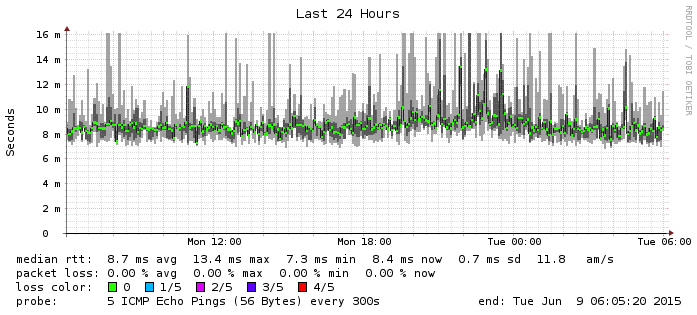 Last 24 Hours
RRDTOOL / TOBI OETIKER
Seconds
16 m
14 m
12 m
10 m
8 m
6 m
4 m
2 m
0
Mon 12:00 Mon 18:00 Tue 00:00 Tue 06:00
median rtt: 8.7 ms avg 13.4 ms max 7.3 ms min 8.4 ms now 0.7 ms sd 11.8 am/s
packet loss: 0.00 % avg 0.00 % max 0.00 % min 0.00 % now
loss color: 0 1/5 2/5 3/5 4/5
probe: 5 ICMP Echo Pings (56 Bytes) every 300s end: Tue Jun 9 06:05:20 2015